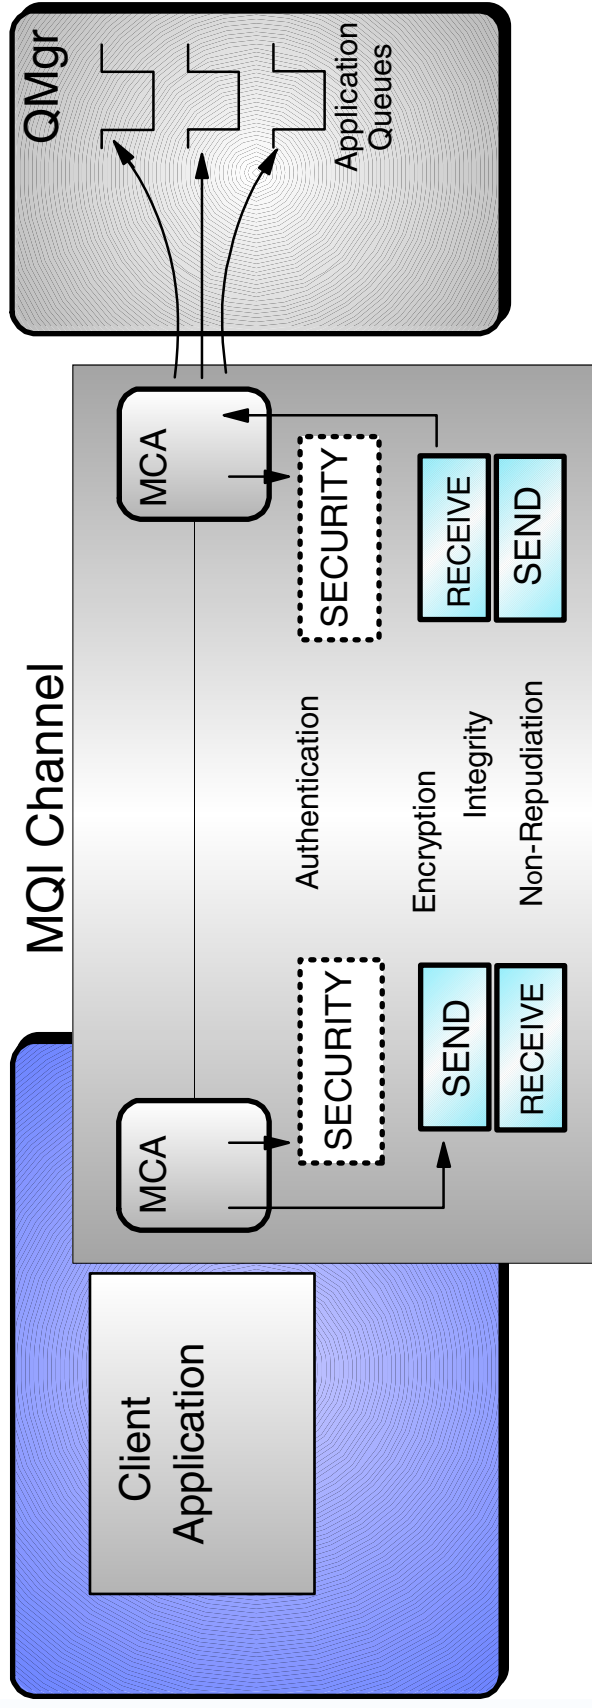 MQI Channel
Client
Application
MCA
SECURITY
SEND
RECEIVE
Authentication
Encryption
Integrity
Non-Repudiation
MCA
SECURITY
RECEIVE
SEND
QMgr
Application
Queues